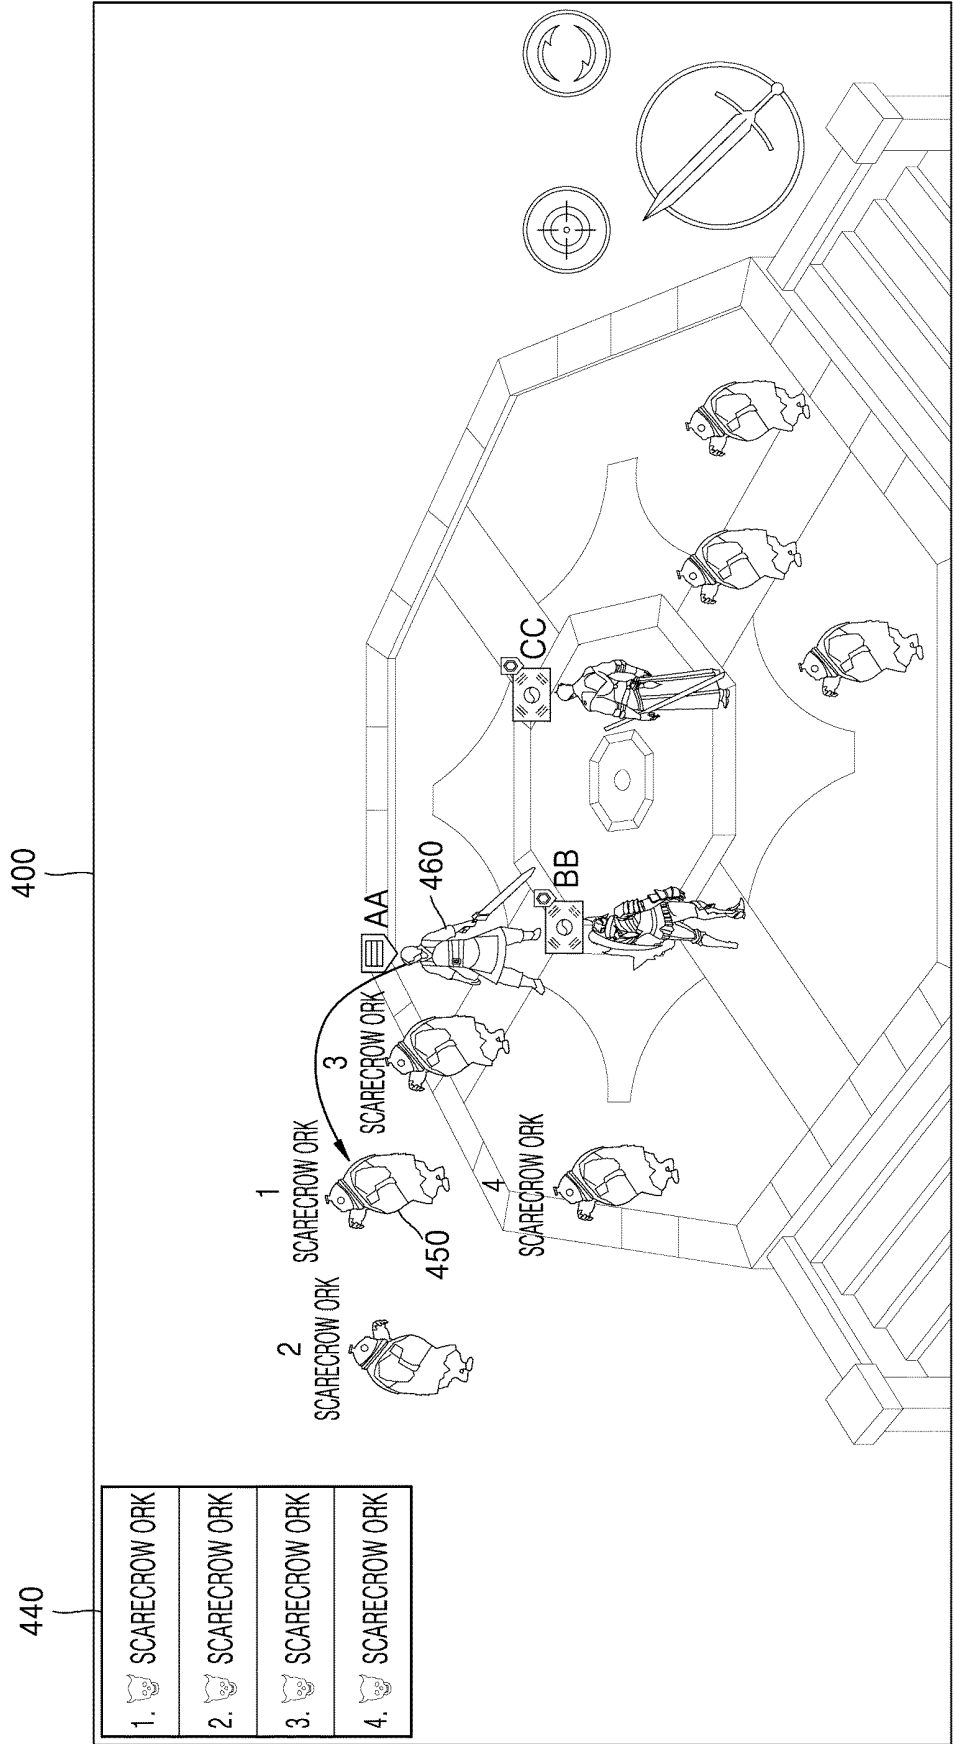 400
440
1. SCARECROW ORK
2. SCARECROW ORK
3. SCARECROW ORK
4. SCARECROW ORK
1
SCARECROW ORK
2
SCARECROW ORK
3
SCARECROW ORK
4
SCARECROW ORK
450
AA
460
BB
CC